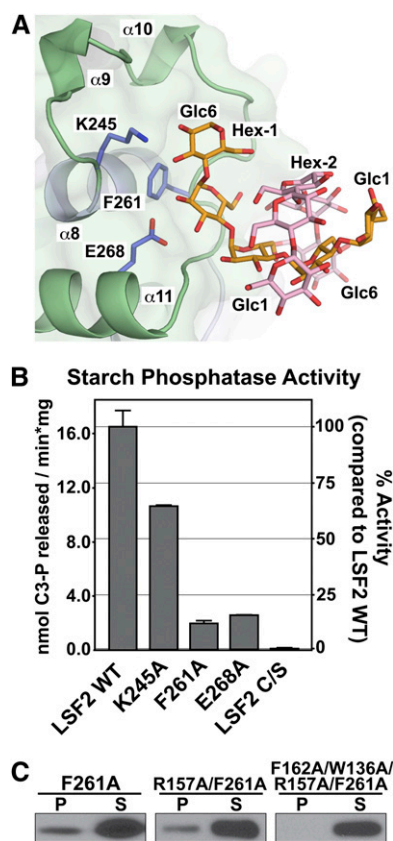 A
α10
α9
Glc6
K245
Hex-1
Hex-2
Glc1
F261
α8
E268
α11
Glc1
Glc6
B
Starch Phosphatase Activity
nmol C3-P released / min*mg
16.0
12.0
8.0
4.0
0.0
100
75
50
25
0
% Activity
(compared to LSF2 WT)
LSF2 WT
K245A
F261A
E268A
LSF2 C/S
C
F261A
R157A/F261A
F162A/W136A/
R157A/F261A
P S
P S
P S